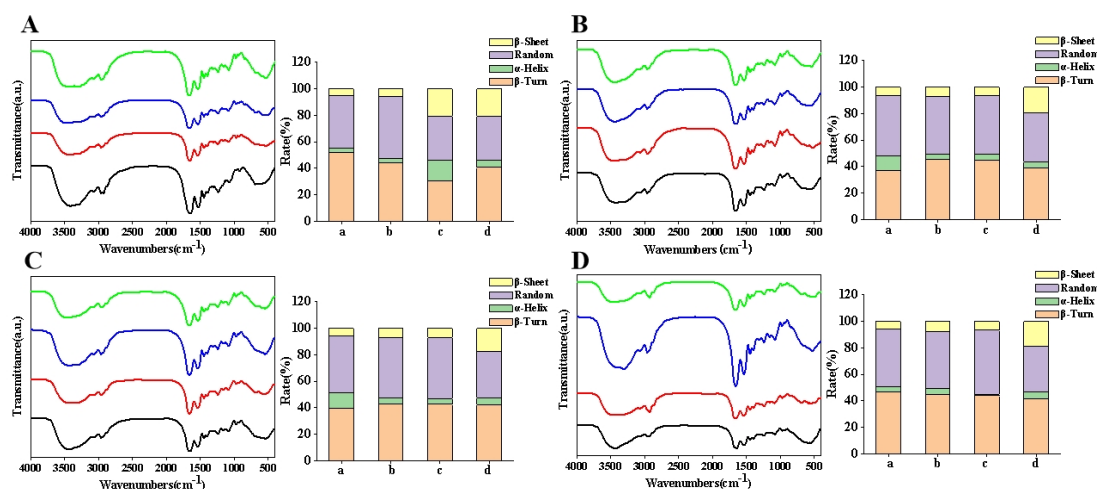 A
Transmittance(a.u.)
4000 3500 3000 2500 2000 1500 1000 500
Wavenumbers(cm-1)
β-Sheet
Random
α-Helix
β-Turn
Rate(%)
120
100
80
60
40
20
0
a b c d
B
Transmittance(a.u.)
4000 3500 3000 2500 2000 1500 1000 500
Wavenumbers (cm-1)
β-Sheet
Random
α-Helix
β-Turn
Rate(%)
120
100
80
60
40
20
0
a b c d
C
Transmittance(a.u.)
4000 3500 3000 2500 2000 1500 1000 500
Wavenumbers(cm-1)
β-Sheet
Random
α-Helix
β-Turn
Rate(%)
120
100
80
60
40
20
0
a b c d
D
Transmittance(a.u.)
4000 3500 3000 2500 2000 1500 1000 500
Wavenumbers(cm-1)
β-Sheet
Random
α-Helix
β-Turn
Rate(%)
120
100
80
60
40
20
0
a b c d